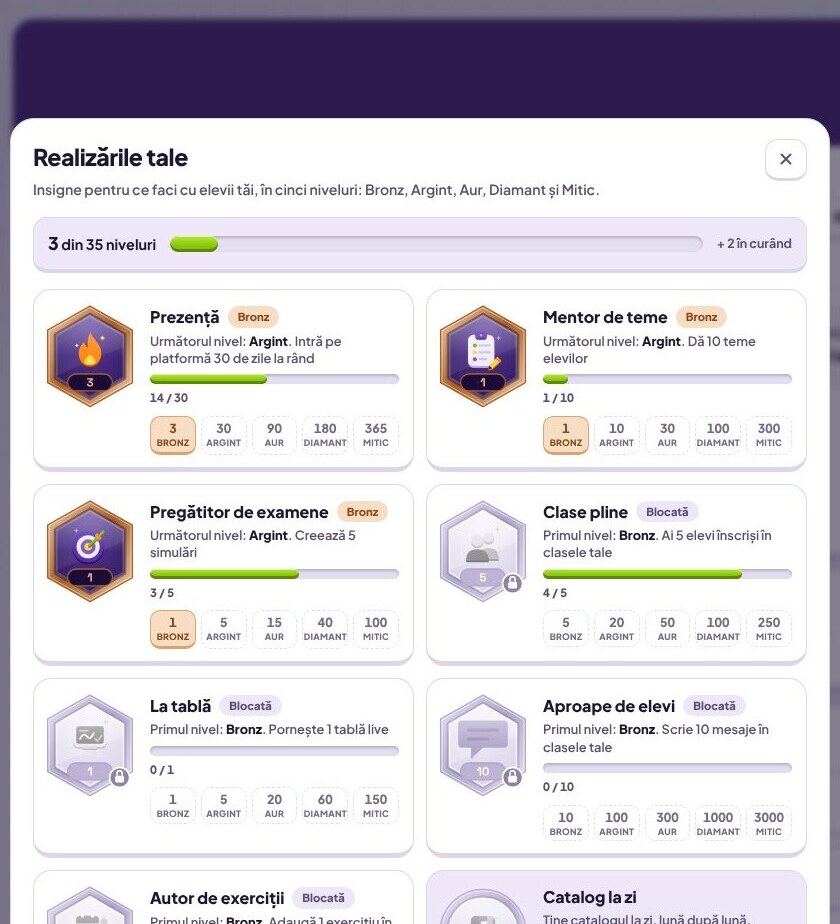 Realizările tale
Insigne pentru ce faci cu elevii tăi, în cinci niveluri: Bronz, Argint, Aur, Diamant și Mitic.
3 din 35 niveluri
+ 2 în curând
Prezență Bronz
Următorul nivel: Argint. Intră pe
platformă 30 de zile la rând
3
14 / 30
3 30 90 180 365
BRONZ ARGINT AUR DIAMANT MITIC
Mentor de teme Bronz
Următorul nivel: Argint. Dă 10 teme
elevilor
1
1 / 10
1 10 30 100 300
BRONZ ARGINT AUR DIAMANT MITIC
Pregătitor de examene Bronz
Următorul nivel: Argint. Creează 5
simulări
1
3 / 5
1 5 15 40 100
BRONZ ARGINT AUR DIAMANT MITIC
Clase pline Blocată
Primul nivel: Bronz. Ai 5 elevi înscriși în
clasele tale
5
4 / 5
5 20 50 100 250
BRONZ ARGINT AUR DIAMANT MITIC
La tablă Blocată
Primul nivel: Bronz. Pornește 1 tablă live
1
0 / 1
1 5 20 60 150
BRONZ ARGINT AUR DIAMANT MITIC
Aproape de elevi Blocată
Primul nivel: Bronz. Scrie 10 mesaje în
clasele tale
10
0 / 10
10 100 300 1000 3000
BRONZ ARGINT AUR DIAMANT MITIC
Autor de exerciții Blocată
Primul nivel: Bronz. Adaugă 1 exercițiu în
Catalog la zi
Ține catalogul la zi, lună după lună.